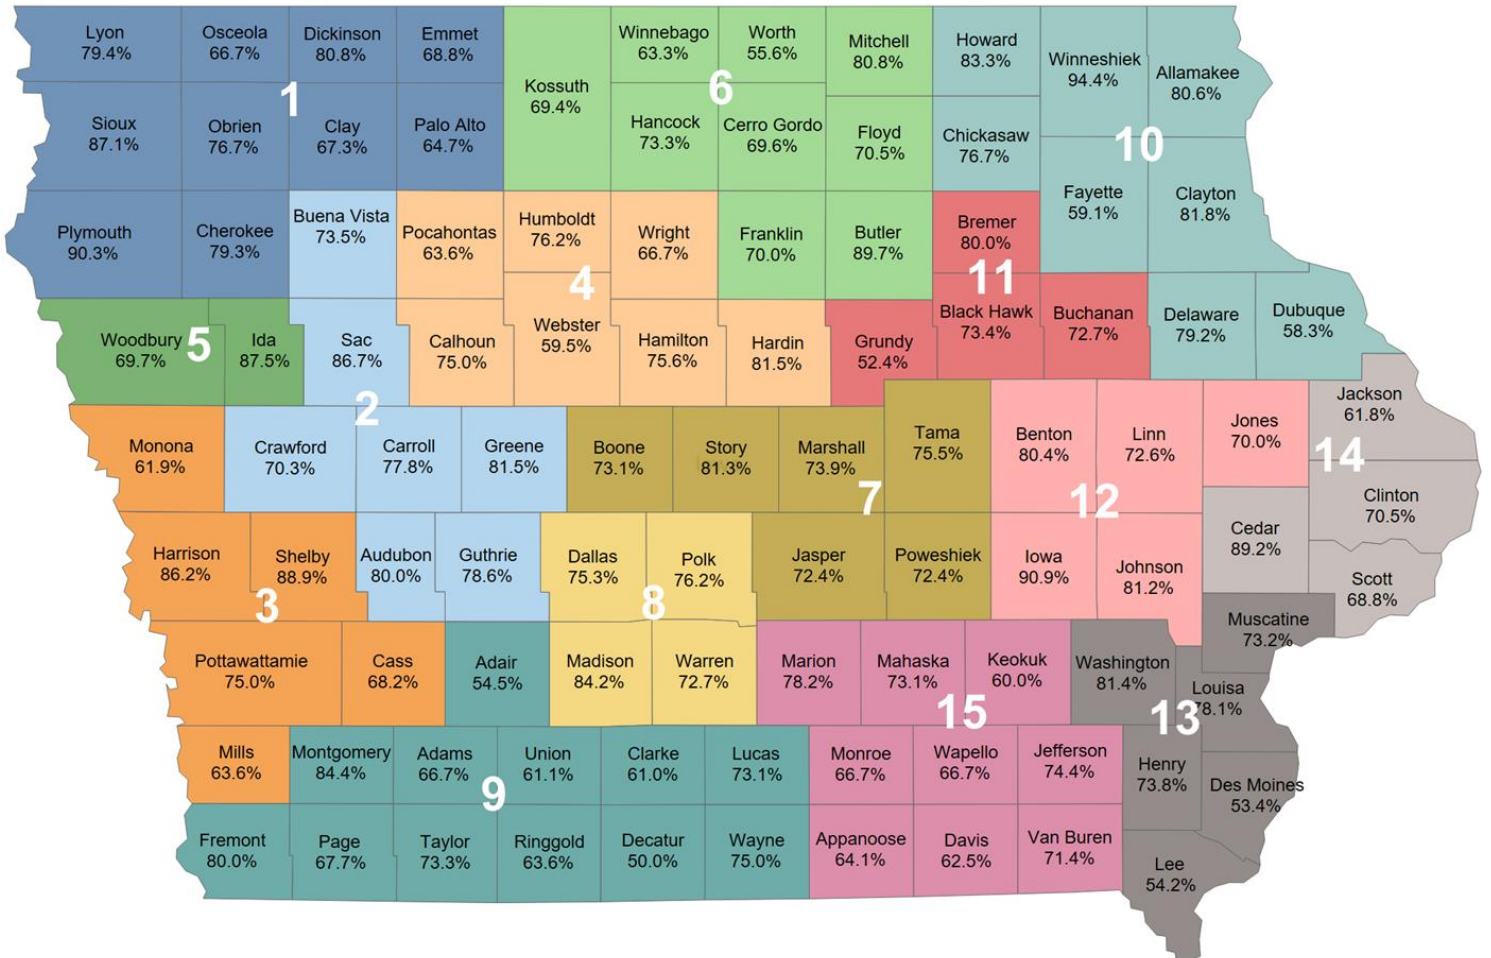 Lyon
79.4%
Osceola
66.7%
Dickinson
80.8%
Emmet
68.8%
Kossuth
69.4%
Winnebago
63.3%
Worth
55.6%
Mitchell
80.8%
Howard
83.3%
Winneshiek
94.4%
Allamakee
80.6%
1
6
Sioux
87.1%
Obrien
76.7%
Clay
67.3%
Palo Alto
64.7%
Hancock
73.3%
Cerro Gordo
69.6%
Floyd
70.5%
Chickasaw
76.7%
10
Plymouth
90.3%
Cherokee
79.3%
Buena Vista
73.5%
Pocahontas
63.6%
Humboldt
76.2%
Wright
66.7%
Franklin
70.0%
Butler
89.7%
Bremer
80.0%
Fayette
59.1%
Clayton
81.8%
4
11
Woodbury
69.7%
5
Ida
87.5%
Sac
86.7%
Calhoun
75.0%
Webster
59.5%
Hamilton
75.6%
Hardin
81.5%
Grundy
52.4%
Black Hawk
73.4%
Buchanan
72.7%
Delaware
79.2%
Dubuque
58.3%
2
Monona
61.9%
Crawford
70.3%
Carroll
77.8%
Greene
81.5%
Boone
73.1%
Story
81.3%
Marshall
73.9%
Tama
75.5%
Benton
80.4%
Linn
72.6%
Jones
70.0%
Jackson
61.8%
14
7
12
Clinton
70.5%
Harrison
86.2%
Shelby
88.9%
Audubon
80.0%
Guthrie
78.6%
Dallas
75.3%
Polk
76.2%
Jasper
72.4%
Poweshiek
72.4%
Iowa
90.9%
Johnson
81.2%
Cedar
89.2%
Scott
68.8%
3
8
Muscatine
73.2%
Pottawattamie
75.0%
Cass
68.2%
Adair
54.5%
Madison
84.2%
Warren
72.7%
Marion
78.2%
Mahaska
73.1%
Keokuk
60.0%
Washington
81.4%
Louisa
78.1%
15
13
Mills
63.6%
Montgomery
84.4%
Adams
66.7%
Union
61.1%
Clarke
61.0%
Lucas
73.1%
Monroe
66.7%
Wapello
66.7%
Jefferson
74.4%
Henry
73.8%
Des Moines
53.4%
9
Fremont
80.0%
Page
67.7%
Taylor
73.3%
Ringgold
63.6%
Decatur
50.0%
Wayne
75.0%
Appanoose
64.1%
Davis
62.5%
Van Buren
71.4%
Lee
54.2%